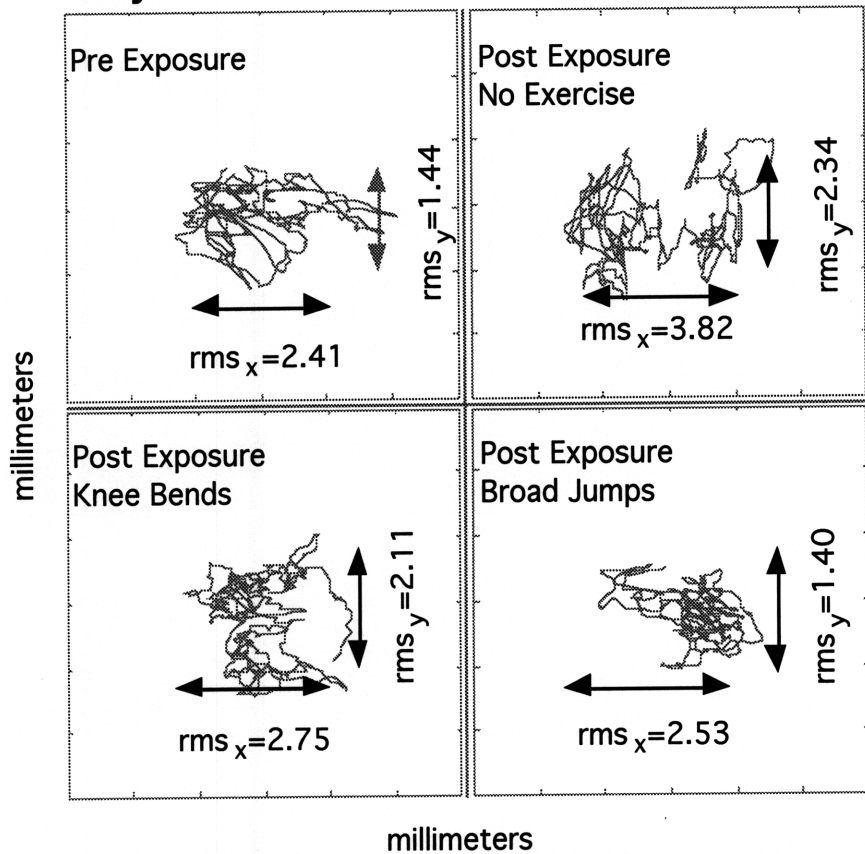 Pre Exposure
rms y=1.44
rms x=2.41
Post Exposure
No Exercise
rms y=2.34
rms x=3.82
millimeters
Post Exposure
Knee Bends
rms y=2.11
rms x=2.75
Post Exposure
Broad Jumps
rms y=1.40
rms x=2.53
millimeters